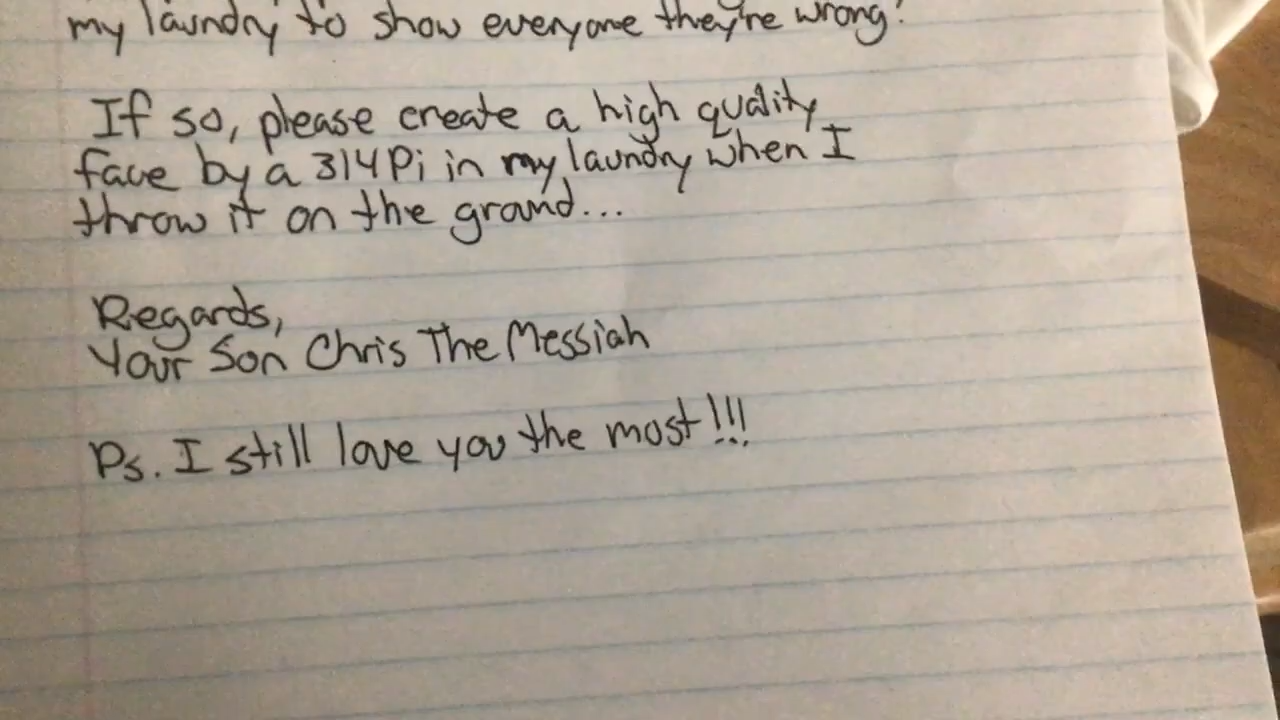 my laundry to show everyone they're wrong?
If so, please create a high quality
face by a 314Pi in my laundry when I
throw it on the ground...
Regards,
Your Son Chris The Messiah
Ps. I still love you the most!!!